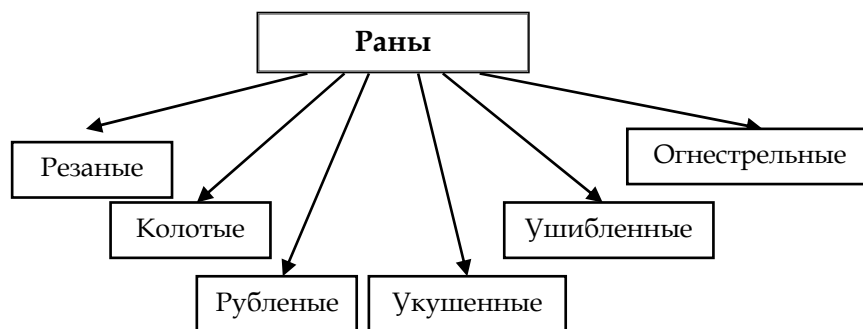 Раны
Резаные
Колотые
Рубленые
Укушенные
Ушибленные
Огнестрельные